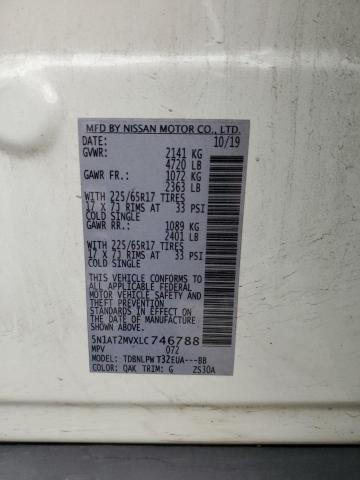 MFD BY NISSAN MOTOR CO., LTD.
DATE: 10/19
GVWR: 2141 KG
4720 LB
GAWR FR.: 1072 KG
2363 LB
WITH 225/65R17 TIRES
17 X 7J RIMS AT 33 PSI
COLD SINGLE
GAWR RR.: 1089 KG
2401 LB
WITH 225/65R17 TIRES
17 X 7J RIMS AT 33 PSI
COLD SINGLE
THIS VEHICLE CONFORMS TO ALL
APPLICABLE U.S. FEDERAL
MOTOR VEHICLE SAFETY
AND THEFT PREVENTION
STANDARDS IN EFFECT ON
THE DATE OF MANUFACTURE
SHOWN ABOVE.
5N1AT2MVXLC746788
MPV 072
MODEL: TDBNLPW T32EUA---BB
COLOR: QAK TRIM: G ZS30A